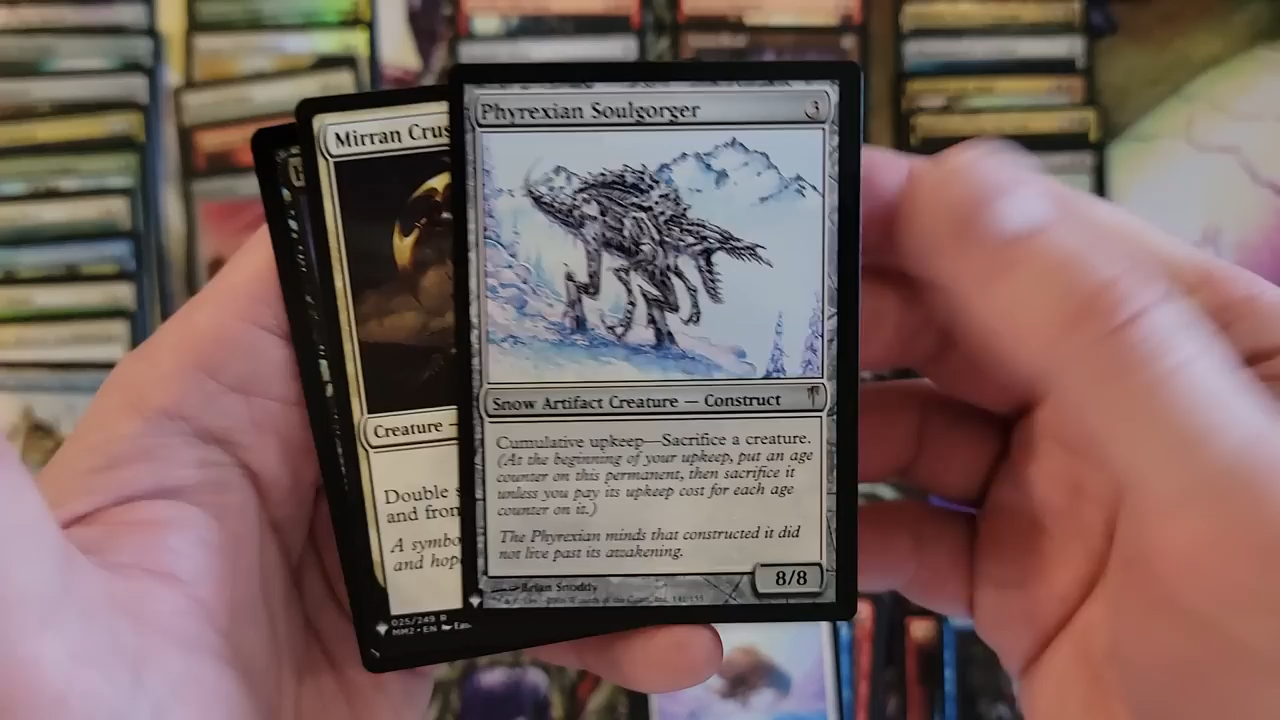 Phyrexian Soulgorger 3
Snow Artifact Creature — Construct
Cumulative upkeep—Sacrifice a creature.
(At the beginning of your upkeep, put an age
counter on this permanent, then sacrifice it
unless you pay its upkeep cost for each age
counter on it.)
The Phyrexian minds that constructed it did
not live past its awakening.
8/8
Brian Snoddy
Mirran Crus
Creature —
Double s
and from
A symbo
and hop
025/249 R
MM2 • EN